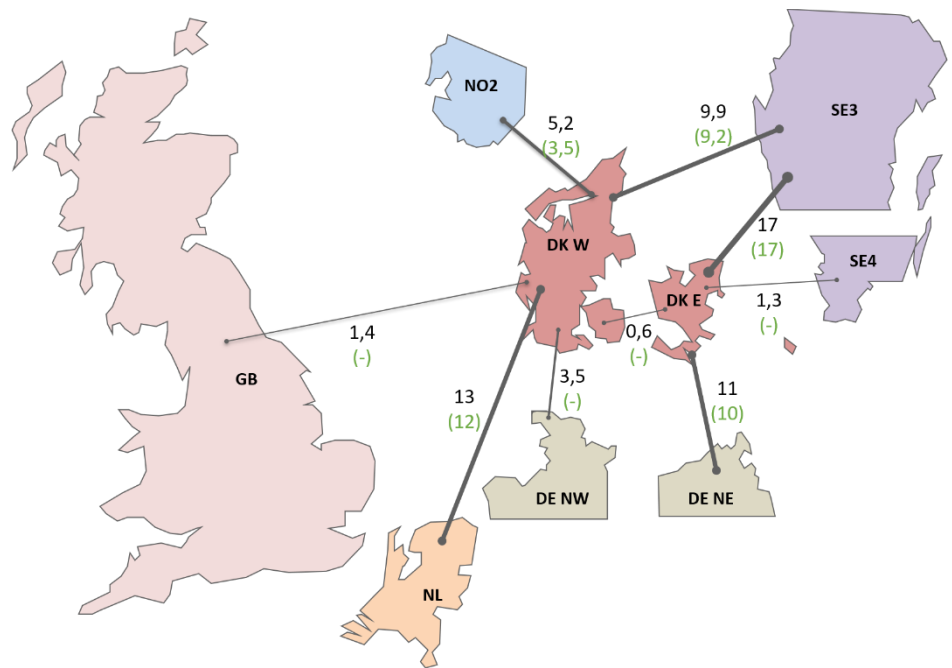 NO2
5,2
(3,5)
9,9
(9,2)
SE3
DK W
17
(17)
SE4
DK E
1,3
(-)
1,4
(-)
0,6
(-)
GB
3,5
(-)
13
(12)
11
(10)
DE NW
DE NE
NL